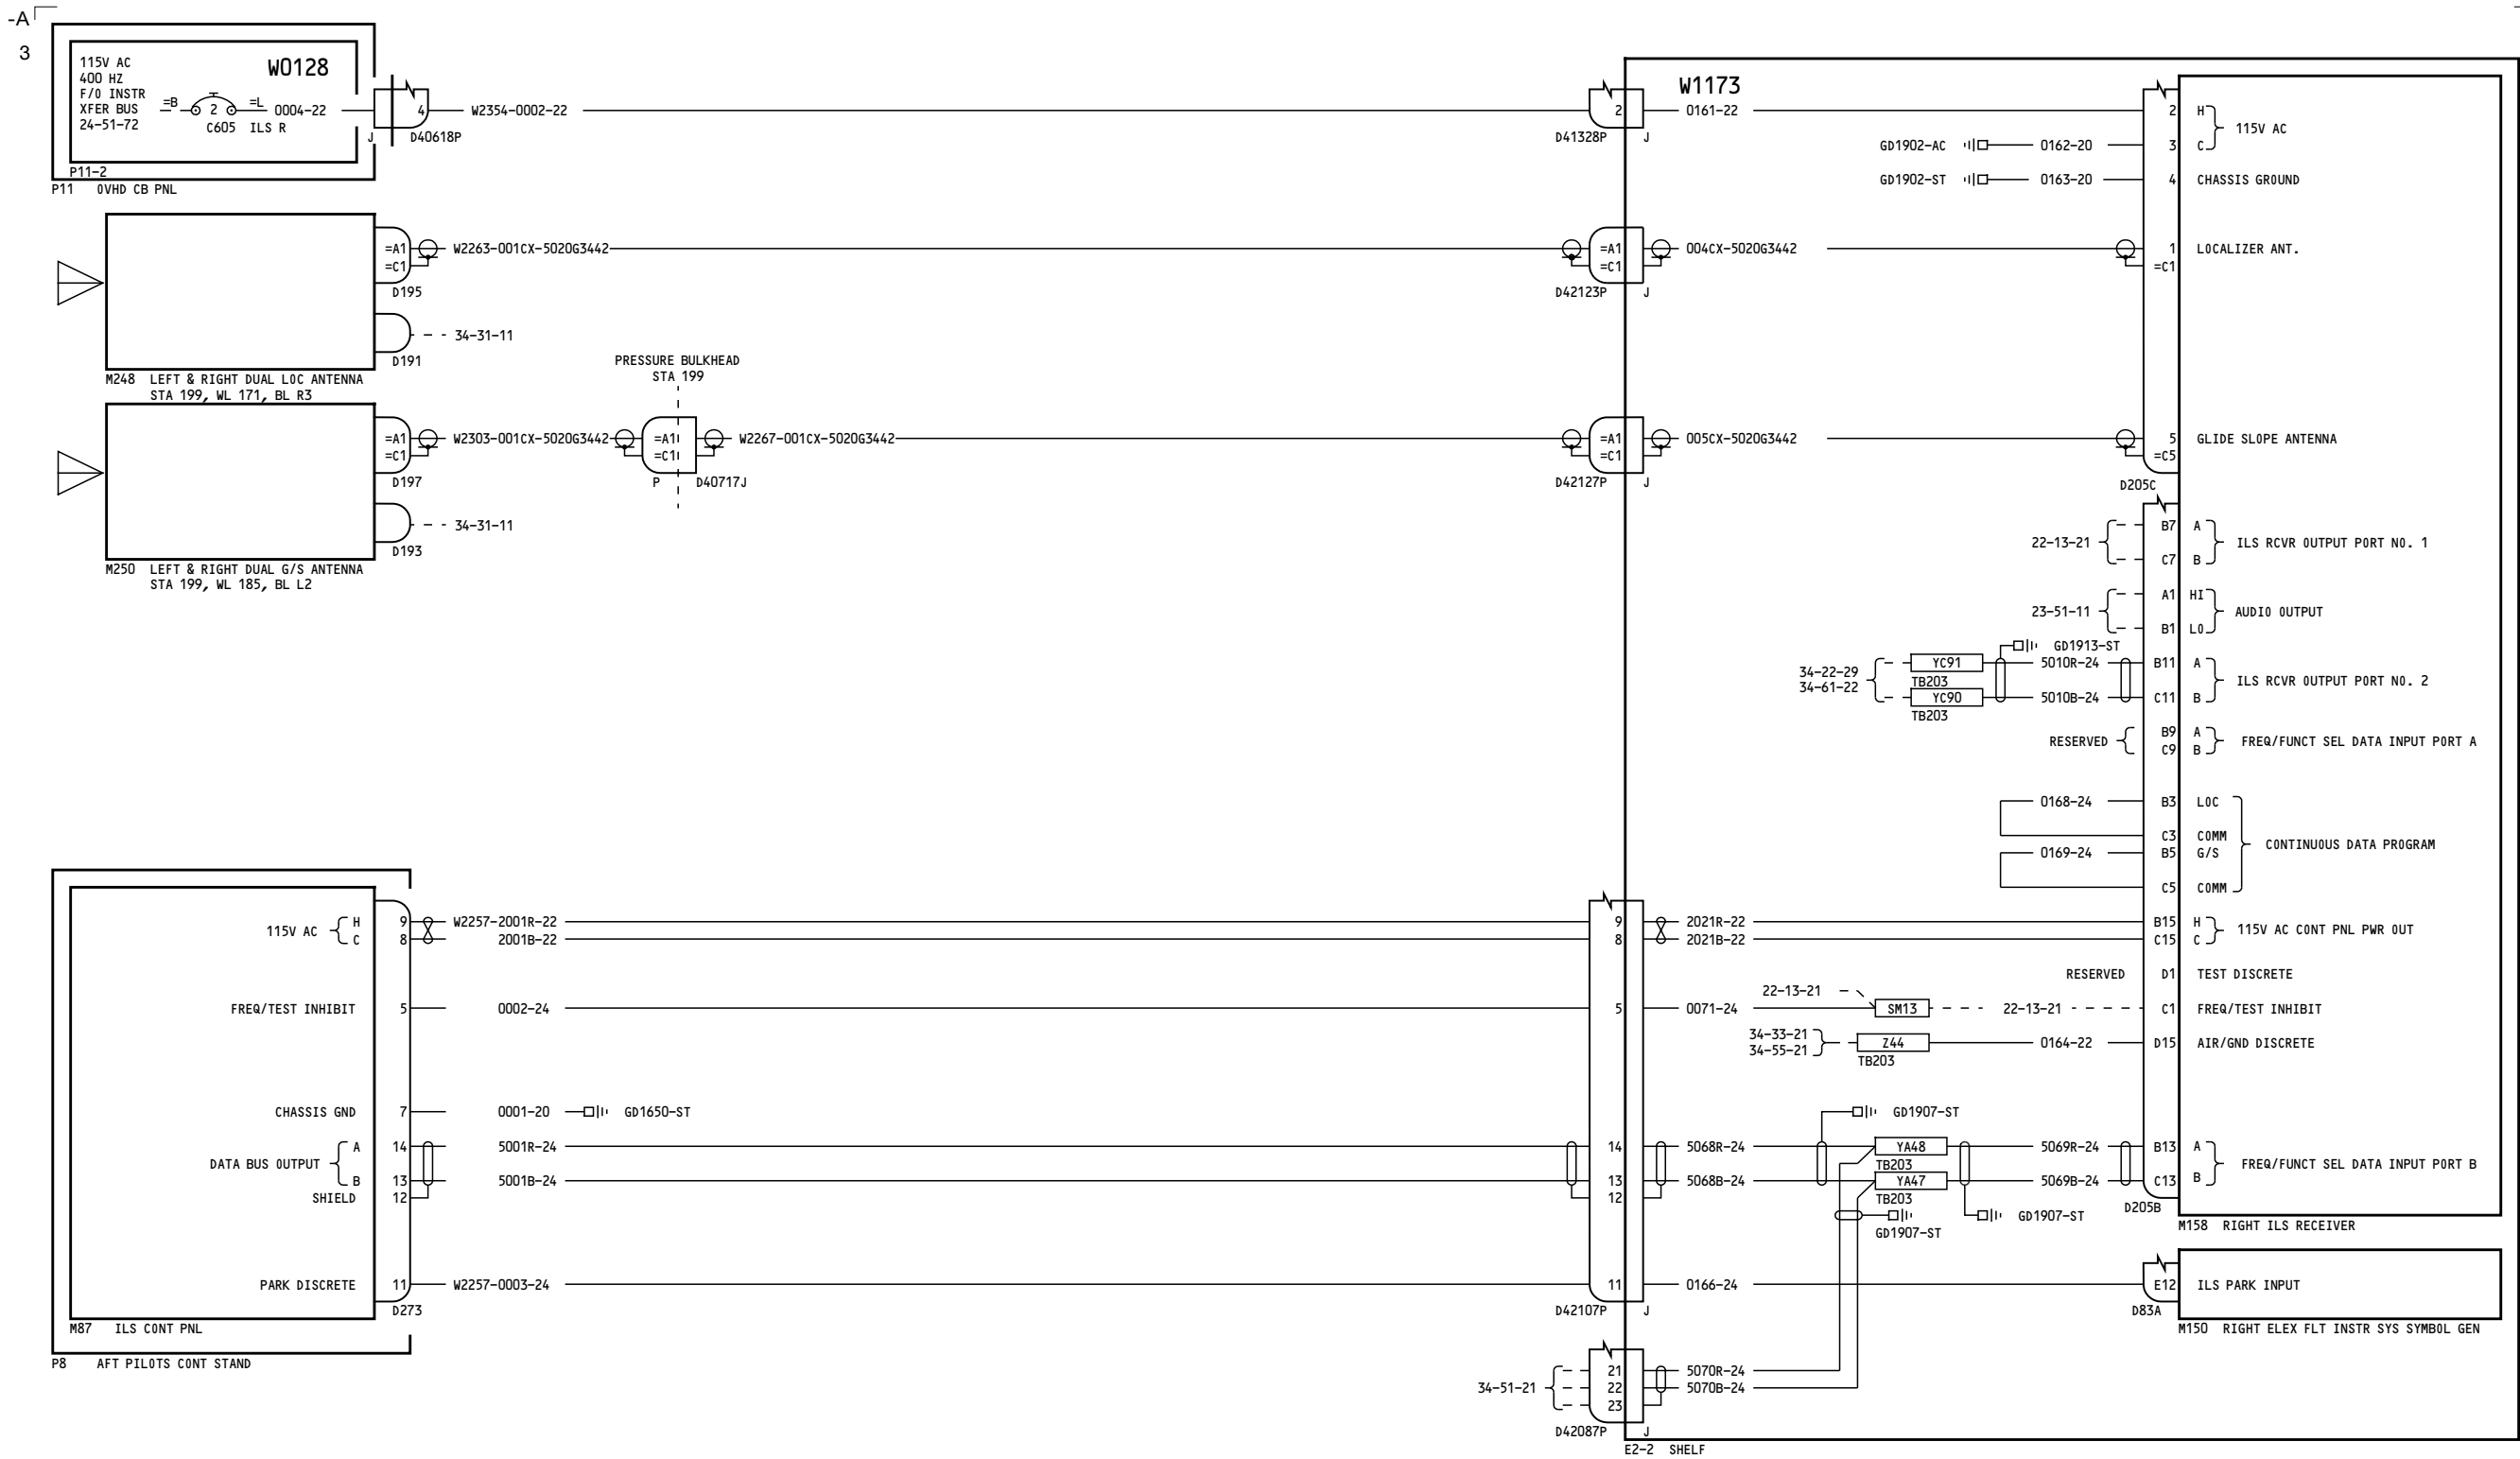 -A
3
115V AC
400 HZ
F/O INSTR
XFER BUS
24-51-72
W0128
=B 2 =L 0004-22
C605 ILS R
P11-2
P11 OVHD CB PNL
J
4
D40618P
W2354-0002-22
2
D41328P J
W1173
0161-22
2 H
115V AC
GD1902-AC 0162-20 3 C
GD1902-ST 0163-20 4 CHASSIS GROUND
=A1
=C1
D195
W2263-001CX-5020G3442
=A1
=C1
D42123P J
004CX-5020G3442
1 LOCALIZER ANT.
=C1
D191
34-31-11
M248 LEFT & RIGHT DUAL LOC ANTENNA
STA 199, WL 171, BL R3
PRESSURE BULKHEAD
STA 199
=A1
=C1
D197
W2303-001CX-5020G3442
=A1
=C1
P D40717J
W2267-001CX-5020G3442
=A1
=C1
D42127P J
005CX-5020G3442
5 GLIDE SLOPE ANTENNA
=C5
D205C
D193
34-31-11
M250 LEFT & RIGHT DUAL G/S ANTENNA
STA 199, WL 185, BL L2
22-13-21
B7 A
C7 B
ILS RCVR OUTPUT PORT NO. 1
23-51-11
A1 HI
B1 LO
AUDIO OUTPUT
GD1913-ST
34-22-29
34-61-22
YC91
TB203
YC90
TB203
5010R-24
5010B-24
B11 A
C11 B
ILS RCVR OUTPUT PORT NO. 2
RESERVED
B9 A
C9 B
FREQ/FUNCT SEL DATA INPUT PORT A
0168-24 B3 LOC
C3 COMM
0169-24 B5 G/S
C5 COMM
CONTINUOUS DATA PROGRAM
115V AC
H 9
C 8
W2257-2001R-22
2001B-22
9
8
2021R-22
2021B-22
B15 H
C15 C
115V AC CONT PNL PWR OUT
RESERVED D1 TEST DISCRETE
FREQ/TEST INHIBIT 5 0002-24 5 0071-24
22-13-21
SM13 22-13-21 C1 FREQ/TEST INHIBIT
34-33-21
34-55-21
Z44
TB203
0164-22 D15 AIR/GND DISCRETE
CHASSIS GND 7 0001-20 GD1650-ST
GD1907-ST
DATA BUS OUTPUT
A 14
B 13
SHIELD 12
5001R-24
5001B-24
14
13
12
5068R-24
5068B-24
YA48
TB203
YA47
TB203
5069R-24
5069B-24
B13 A
C13 B
FREQ/FUNCT SEL DATA INPUT PORT B
D205B
GD1907-ST
GD1907-ST
M158 RIGHT ILS RECEIVER
PARK DISCRETE 11 W2257-0003-24 11 0166-24 E12 ILS PARK INPUT
D273
D42107P J
D83A
M87 ILS CONT PNL
M150 RIGHT ELEX FLT INSTR SYS SYMBOL GEN
P8 AFT PILOTS CONT STAND
34-51-21
21
22
23
5070R-24
5070B-24
D42087P J
E2-2 SHELF